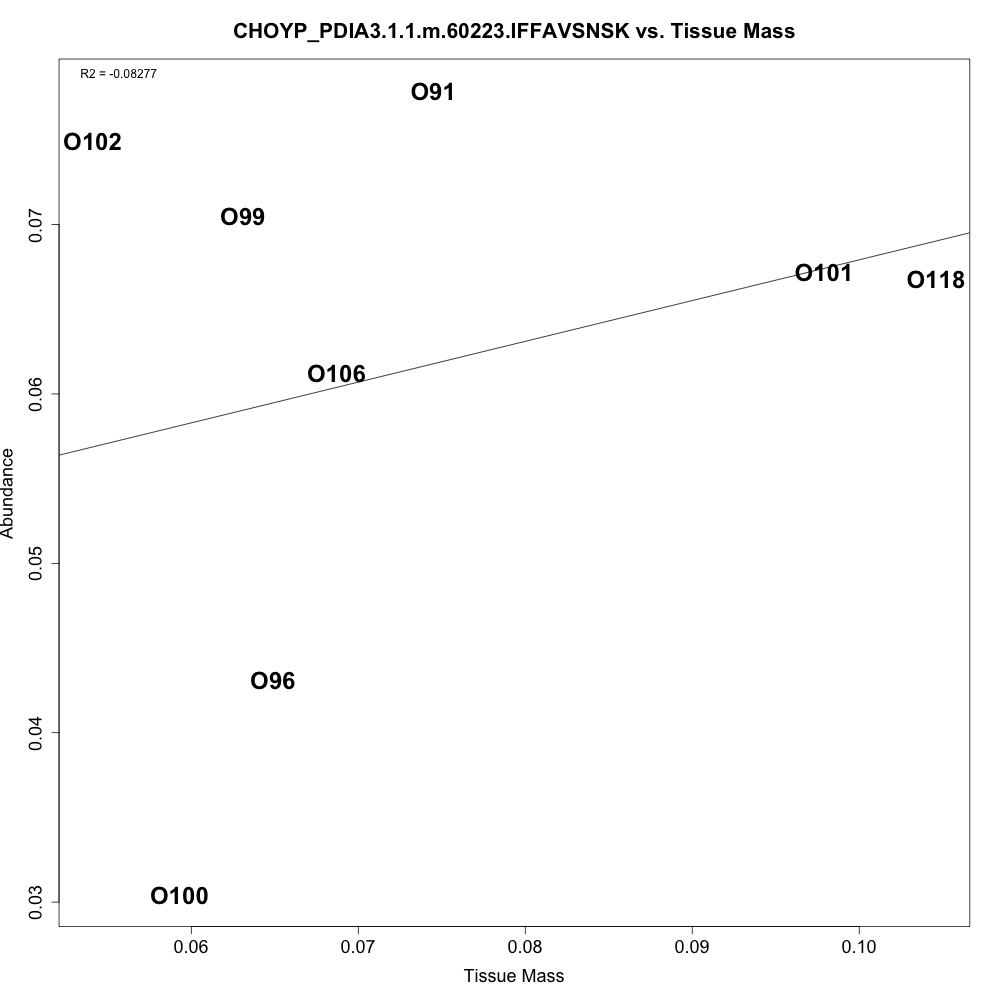 CHOYP_PDIA3.1.1.m.60223.IFFAVSNSK vs. Tissue Mass
R2 = -0.08277
O91
O102
O99
O101
O118
O106
O96
O100
Abundance
0.07
0.06
0.05
0.04
0.03
0.06 0.07 0.08 0.09 0.10
Tissue Mass